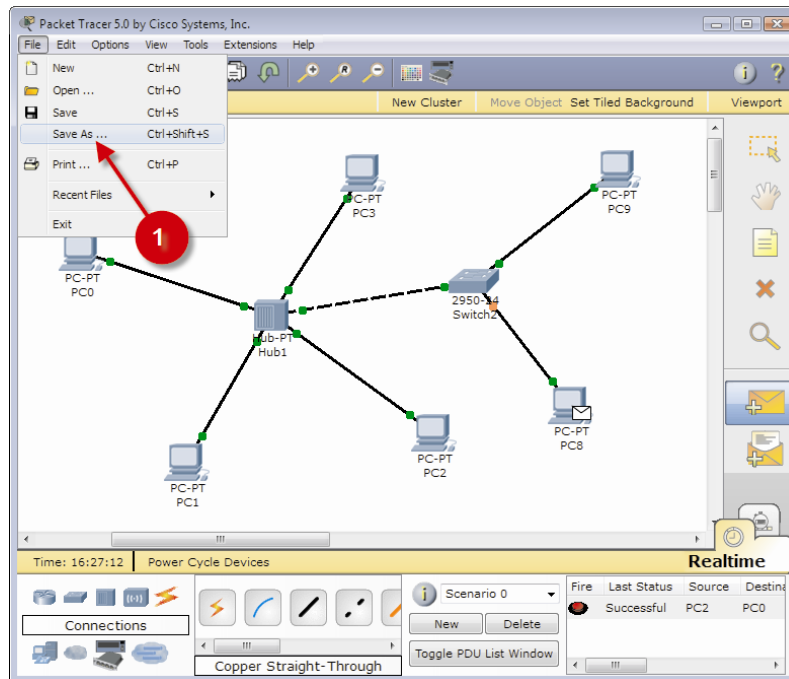 Packet Tracer 5.0 by Cisco Systems, Inc.
File Edit Options View Tools Extensions Help
New Ctrl+N
Open ... Ctrl+O
Save Ctrl+S
Save As ... Ctrl+Shift+S
Print ... Ctrl+P
Recent Files
Exit
1
New Cluster Move Object Set Tiled Background Viewport
PC-PT
PC3
PC-PT
PC9
PC-PT
PC0
2950-24
Switch2
Hub-PT
Hub1
PC-PT
PC8
PC-PT
PC2
PC-PT
PC1
Time: 16:27:12 Power Cycle Devices Realtime
Connections
Copper Straight-Through
Scenario 0
New Delete
Toggle PDU List Window
Fire Last Status Source Destina
Successful PC2 PC0